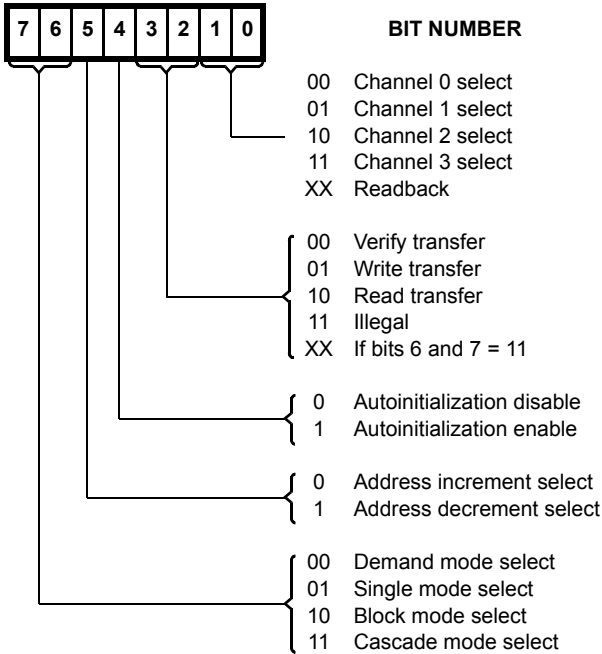 7 6 5 4 3 2 1 0 BIT NUMBER
00 Channel 0 select
01 Channel 1 select
10 Channel 2 select
11 Channel 3 select
XX Readback
00 Verify transfer
01 Write transfer
10 Read transfer
11 Illegal
XX If bits 6 and 7 = 11
0 Autoinitialization disable
1 Autoinitialization enable
0 Address increment select
1 Address decrement select
00 Demand mode select
01 Single mode select
10 Block mode select
11 Cascade mode select